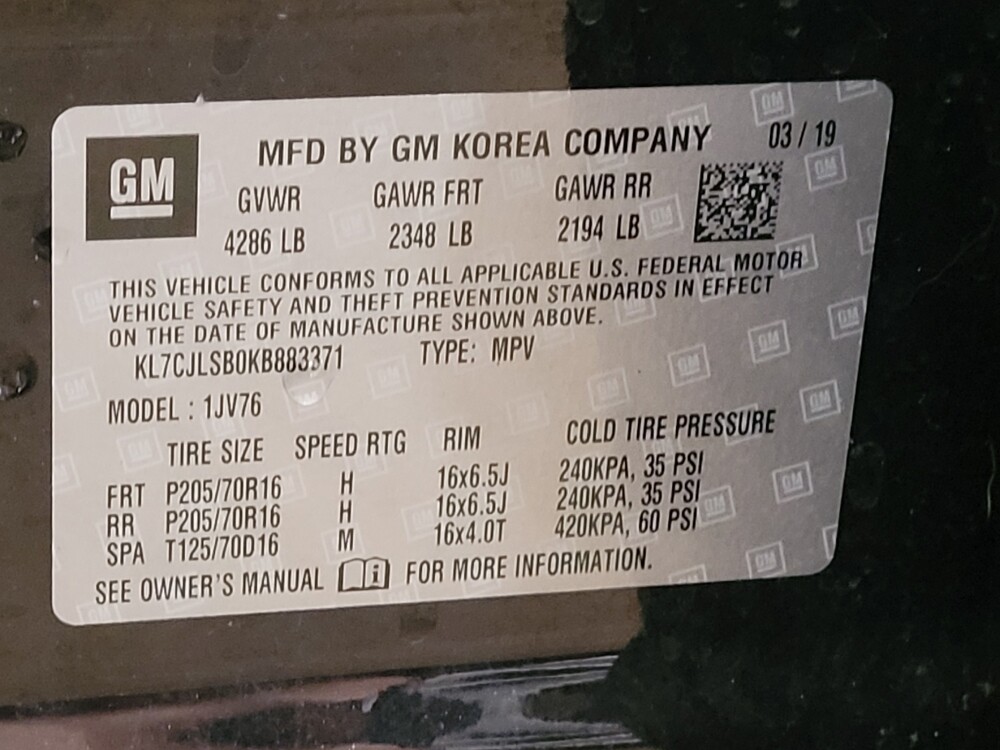 GM
MFD BY GM KOREA COMPANY 03 / 19
GVWR GAWR FRT GAWR RR
4286 LB 2348 LB 2194 LB
THIS VEHICLE CONFORMS TO ALL APPLICABLE U.S. FEDERAL MOTOR
VEHICLE SAFETY AND THEFT PREVENTION STANDARDS IN EFFECT
ON THE DATE OF MANUFACTURE SHOWN ABOVE.
KL7CJLSB0KB883371 TYPE: MPV
MODEL : 1JV76
TIRE SIZE SPEED RTG RIM COLD TIRE PRESSURE
FRT P205/70R16 H 16x6.5J 240KPA, 35 PSI
RR P205/70R16 H 16x6.5J 240KPA, 35 PSI
SPA T125/70D16 M 16x4.0T 420KPA, 60 PSI
SEE OWNER'S MANUAL i FOR MORE INFORMATION.